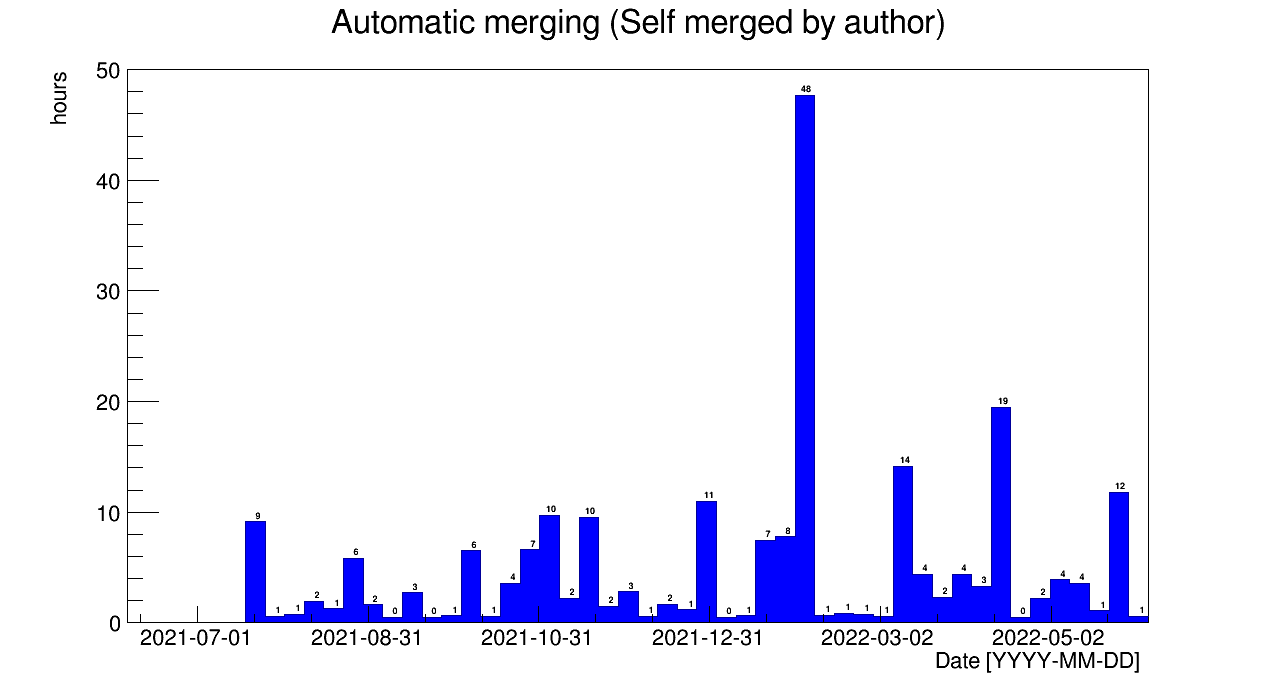 Automatic merging (Self merged by author)
hours
50
40
30
20
10
0
9 1 1 2 1 6 2 0 3 0 1 6 1 4 7 10 2 10 2 3 1 2 1 11 0 1 7 8 48 1 1 1 1 14 4 2 4 3 19 0 2 4 4 1 12 1
2021-07-01 2021-08-31 2021-10-31 2021-12-31 2022-03-02 2022-05-02
Date [YYYY-MM-DD]